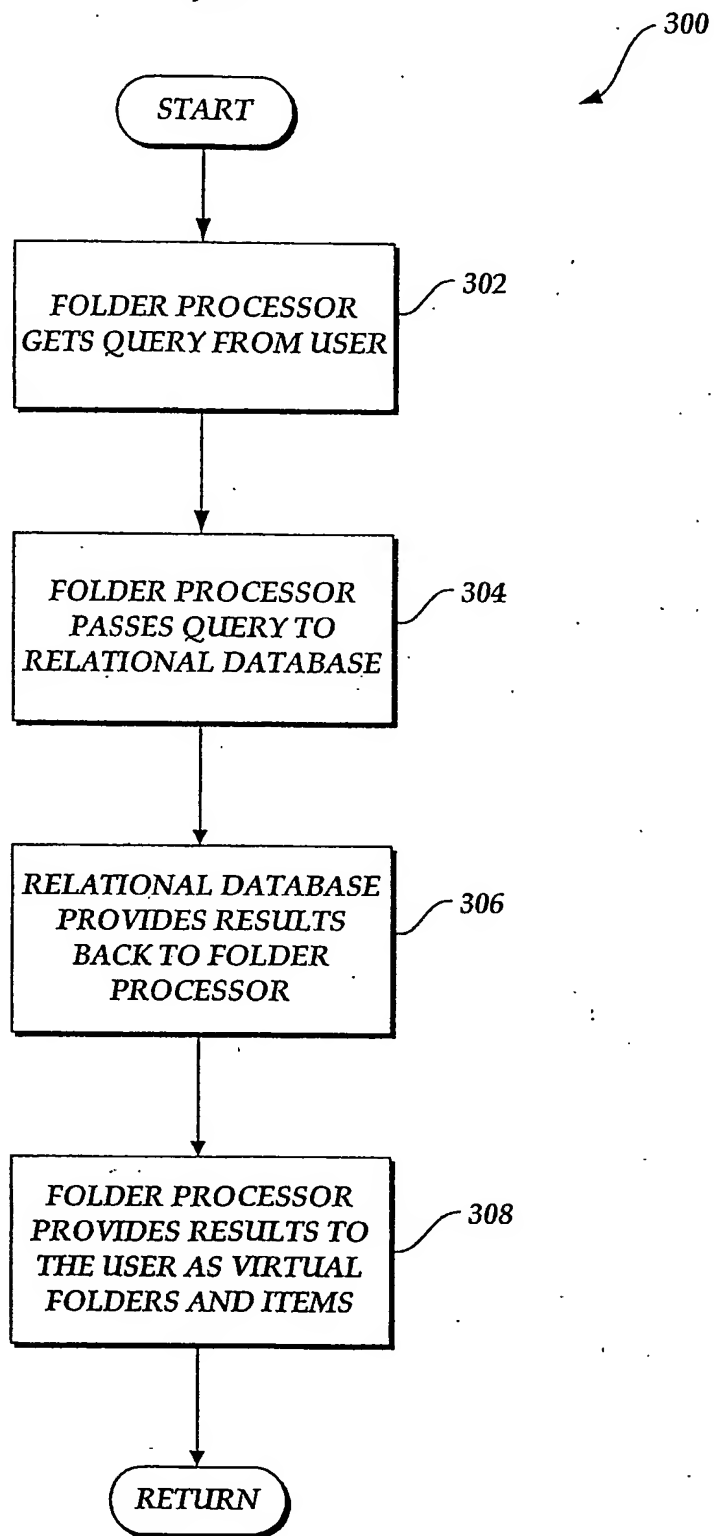 300
START
FOLDER PROCESSOR
GETS QUERY FROM USER
302
FOLDER PROCESSOR
PASSES QUERY TO
RELATIONAL DATABASE
304
RELATIONAL DATABASE
PROVIDES RESULTS
BACK TO FOLDER
PROCESSOR
306
FOLDER PROCESSOR
PROVIDES RESULTS TO
THE USER AS VIRTUAL
FOLDERS AND ITEMS
308
RETURN